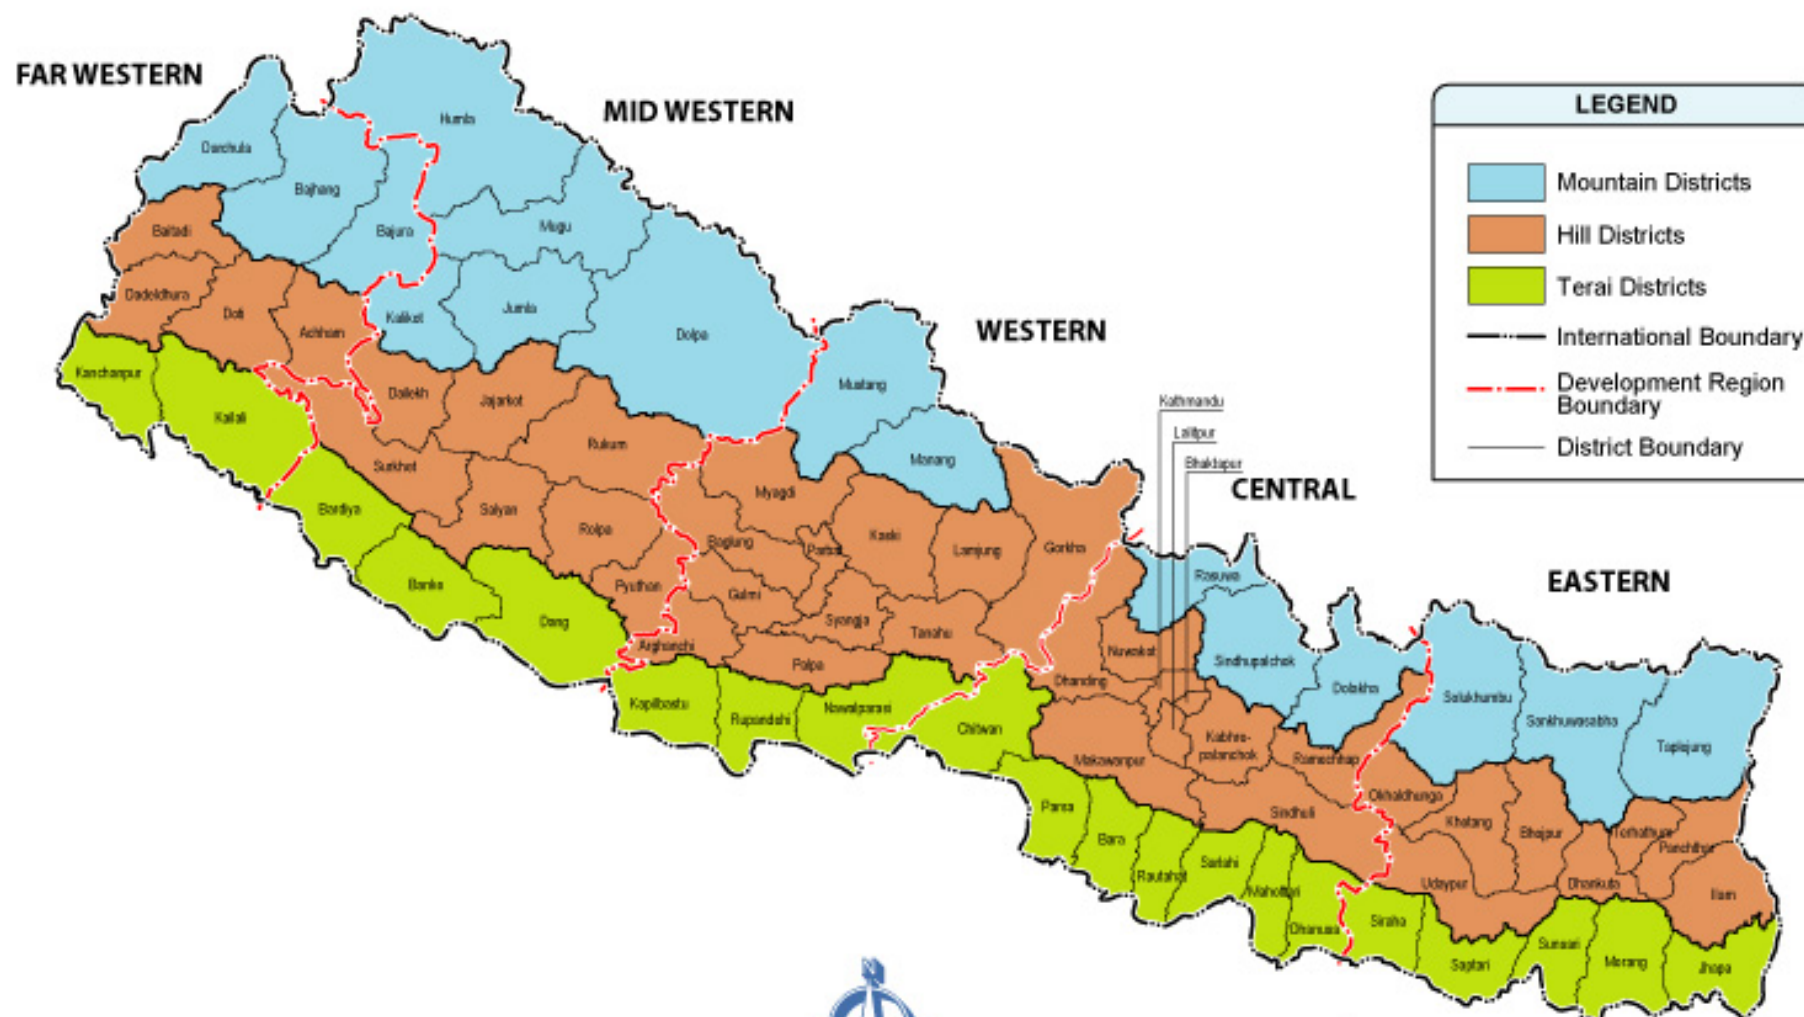 FAR WESTERN
MID WESTERN
WESTERN
CENTRAL
EASTERN
LEGEND
Mountain Districts
Hill Districts
Terai Districts
International Boundary
Development Region
Boundary
District Boundary
Humla
Darchula
Bajhang
Bajura
Mugu
Baitadi
Dadeldhura
Doti
Achham
Kalikot
Jumla
Dolpa
Kanchanpur
Kailali
Dailekh
Jajarkot
Rukum
Surkhet
Salyan
Rolpa
Bardiya
Banke
Dang
Pyuthan
Mustang
Manang
Myagdi
Baglung
Parbat
Kaski
Lamjung
Gorkha
Gulmi
Syangja
Tanahu
Arghanchi
Palpa
Kapilbastu
Rupandehi
Nawalparasi
Kathmandu
Lalitpur
Bhaktapur
Rasuwa
Nuwakot
Sindhupalchok
Dolakha
Dhanding
Chitwan
Makawanpur
Kabhre-
palanchok
Ramechhap
Sindhuli
Parsa
Bara
Rautahat
Sarlahi
Mahottari
Dhanusa
Solukhumbu
Sankhuwasabha
Taplejung
Okhaldhunga
Khotang
Bhojpur
Terhathum
Panchthar
Udaypur
Dhankuta
Ilam
Siraha
Saptari
Sunsari
Morang
Jhapa
N